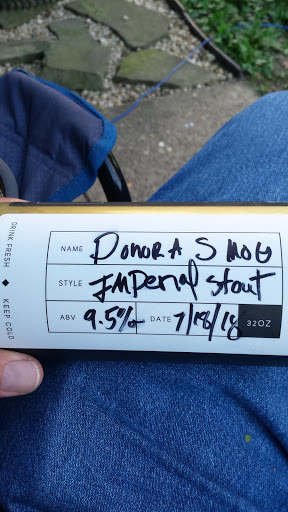 DRINK FRESH ◆ KEEP COLD
NAME DONORA SMOG
STYLE Imperial Stout
ABV 9.5% DATE 7/18/18 32OZ